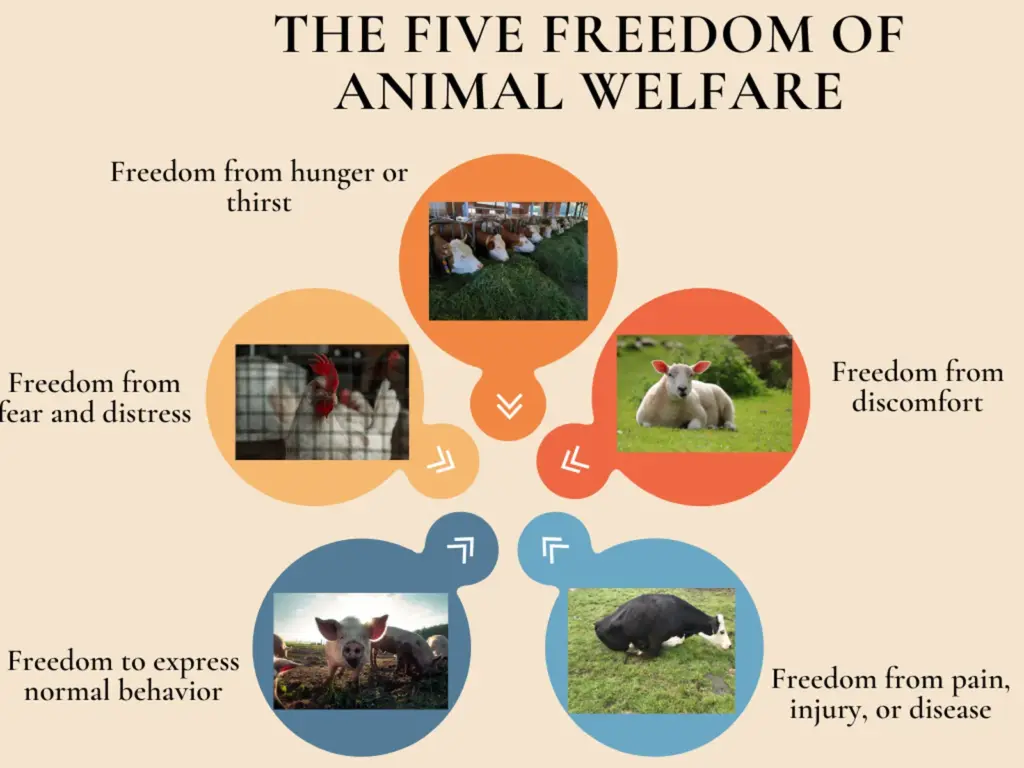 THE FIVE FREEDOM OF
ANIMAL WELFARE
Freedom from hunger or
thirst
Freedom from
fear and distress
Freedom from
discomfort
Freedom to express
normal behavior
Freedom from pain,
injury, or disease